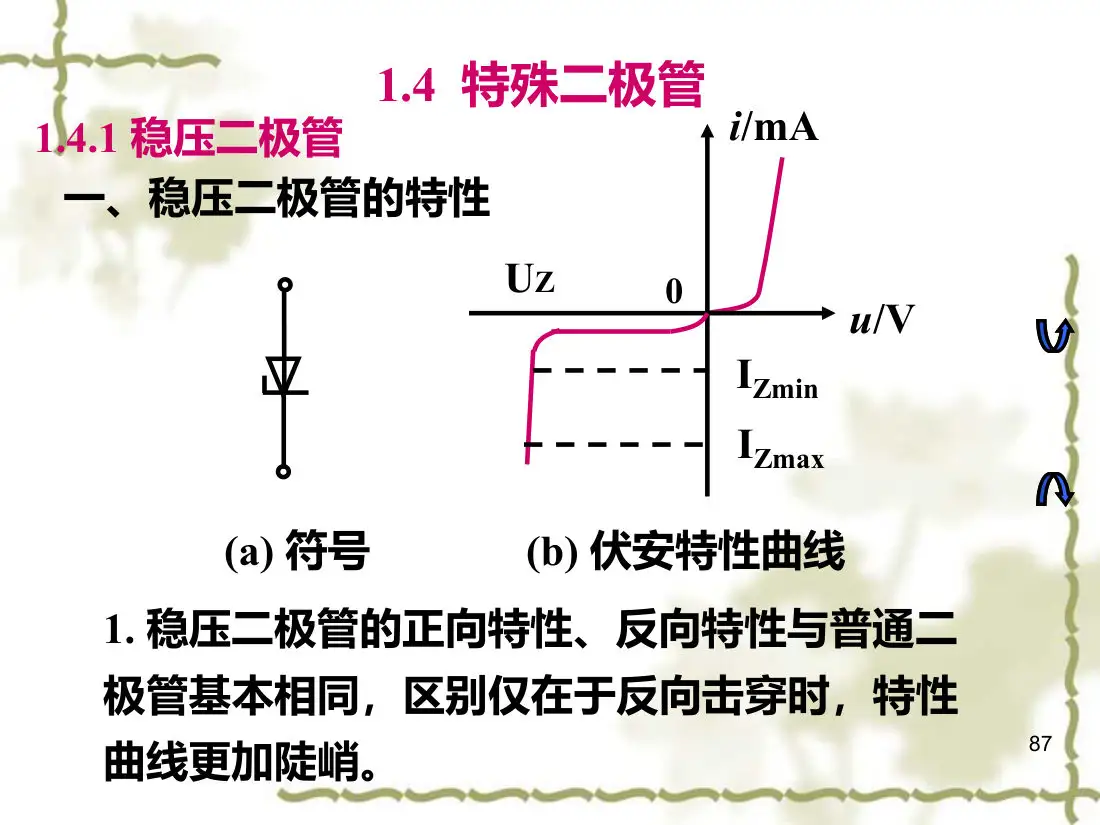 1.4 特殊二极管
1.4.1 稳压二极管
一、稳压二极管的特性
i/mA
UZ
0
u/V
IZmin
IZmax
(a) 符号
(b) 伏安特性曲线
1. 稳压二极管的正向特性、反向特性与普通二
极管基本相同，区别仅在于反向击穿时，特性
曲线更加陡峭。
87